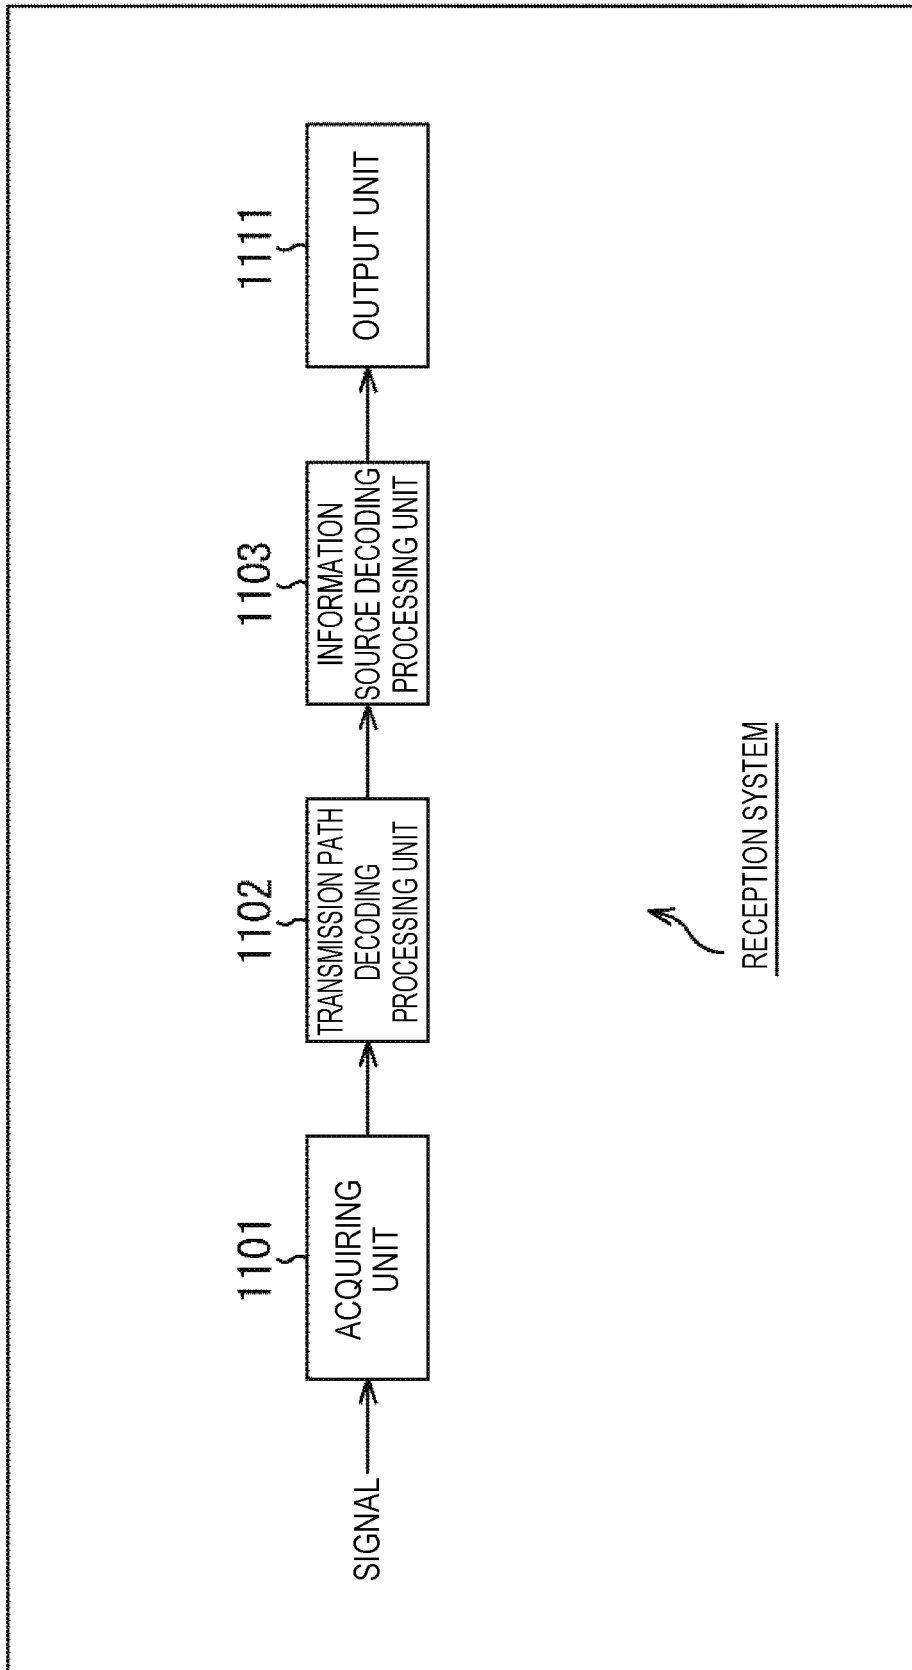 1101
1102
1103
1111
SIGNAL
ACQUIRING
UNIT
TRANSMISSION PATH
DECODING
PROCESSING UNIT
INFORMATION
SOURCE DECODING
PROCESSING UNIT
OUTPUT UNIT
RECEPTION SYSTEM